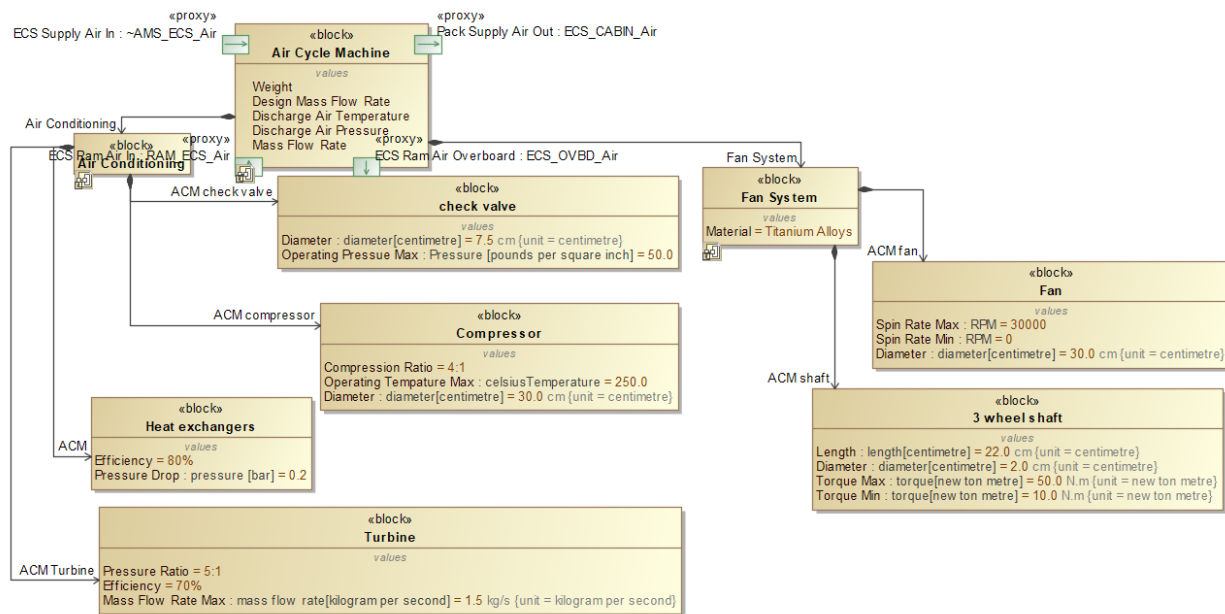 «proxy»
ECS Supply Air In : ~AMS_ECS_Air
«proxy»
Pack Supply Air Out : ECS_CABIN_Air
«block»
Air Cycle Machine
values
Weight
Design Mass Flow Rate
Discharge Air Temperature
Discharge Air Pressure
Mass Flow Rate
Air Conditioning
«block»
Air Conditioning
«proxy»
ECS Ram Air In : RAM_ECS_Air
«proxy»
ECS Ram Air Overboard : ECS_OVBD_Air
Fan System
«block»
Fan System
values
Material = Titanium Alloys
ACM check valve
«block»
check valve
values
Diameter : diameter[centimetre] = 7.5 cm {unit = centimetre}
Operating Pressue Max : Pressure [pounds per square inch] = 50.0
ACM fan
«block»
Fan
values
Spin Rate Max : RPM = 30000
Spin Rate Min : RPM = 0
Diameter : diameter[centimetre] = 30.0 cm {unit = centimetre}
ACM compressor
«block»
Compressor
values
Compression Ratio = 4:1
Operating Tempature Max : celsiusTemperature = 250.0
Diameter : diameter[centimetre] = 30.0 cm {unit = centimetre}
ACM shaft
«block»
3 wheel shaft
values
Length : length[centimetre] = 22.0 cm {unit = centimetre}
Diameter : diameter[centimetre] = 2.0 cm {unit = centimetre}
Torque Max : torque[new ton metre] = 50.0 N.m {unit = new ton metre}
Torque Min : torque[new ton metre] = 10.0 N.m {unit = new ton metre}
ACM
«block»
Heat exchangers
values
Efficiency = 80%
Pressure Drop : pressure [bar] = 0.2
ACM Turbine
«block»
Turbine
values
Pressure Ratio = 5:1
Efficiency = 70%
Mass Flow Rate Max : mass flow rate[kilogram per second] = 1.5 kg/s {unit = kilogram per second}